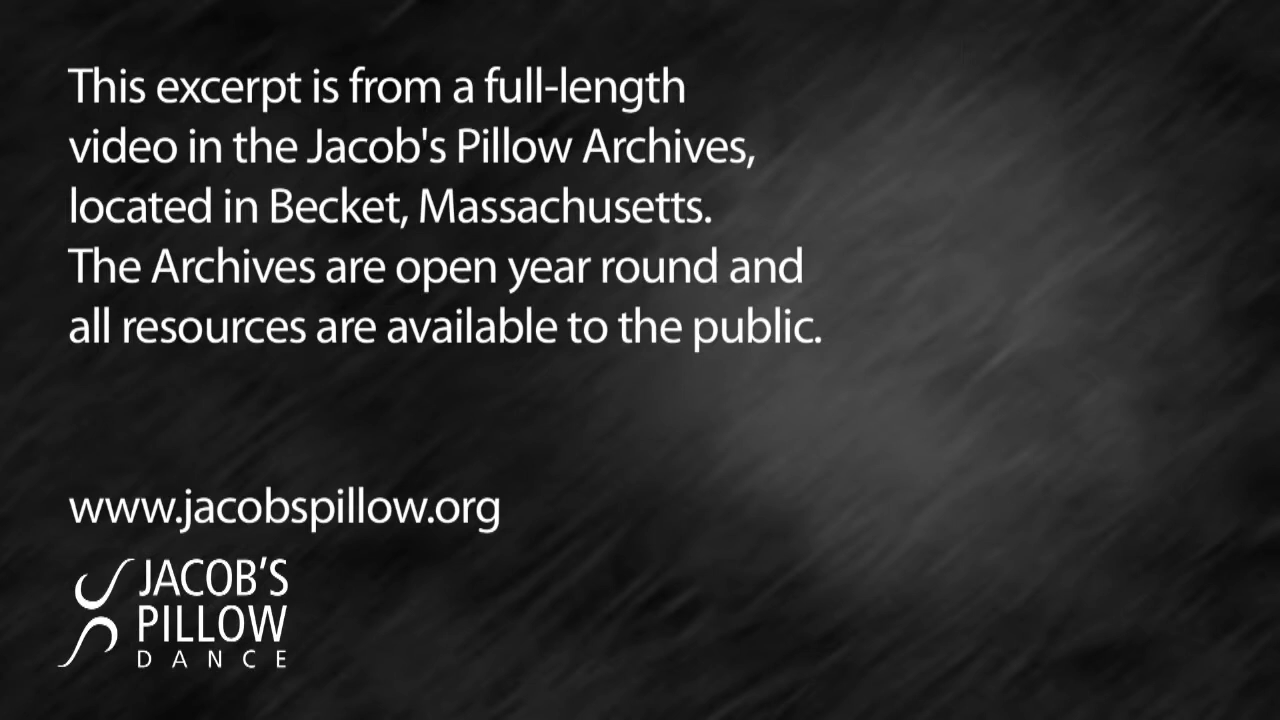 This excerpt is from a full-length
video in the Jacob's Pillow Archives,
located in Becket, Massachusetts.
The Archives are open year round and
all resources are available to the public.
www.jacobspillow.org
JACOB'S
PILLOW
DANCE